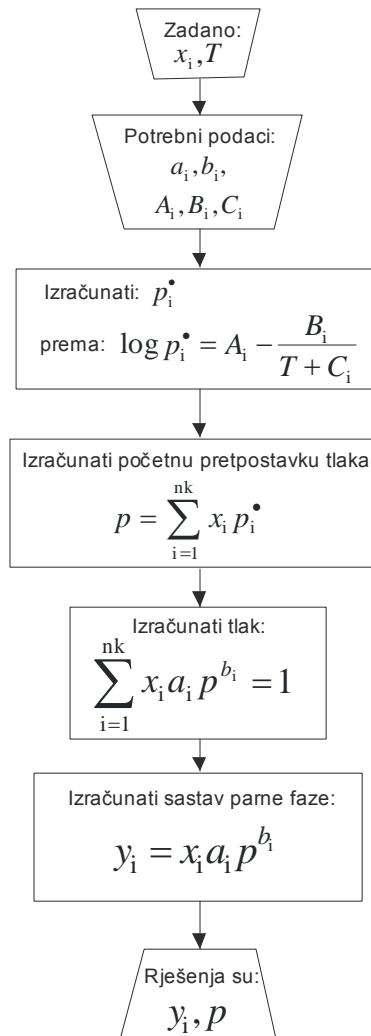 Zadano:
x_i, T
Potrebni podaci:
a_i, b_i,
A_i, B_i, C_i
Izračunati: p_i^•
prema: log p_i^• = A_i − B_i / (T + C_i)
Izračunati početnu pretpostavku tlaka
p = ∑_{i=1}^{nk} x_i p_i^•
Izračunati tlak:
∑_{i=1}^{nk} x_i a_i p^{b_i} = 1
Izračunati sastav parne faze:
y_i = x_i a_i p^{b_i}
Rješenja su:
y_i, p